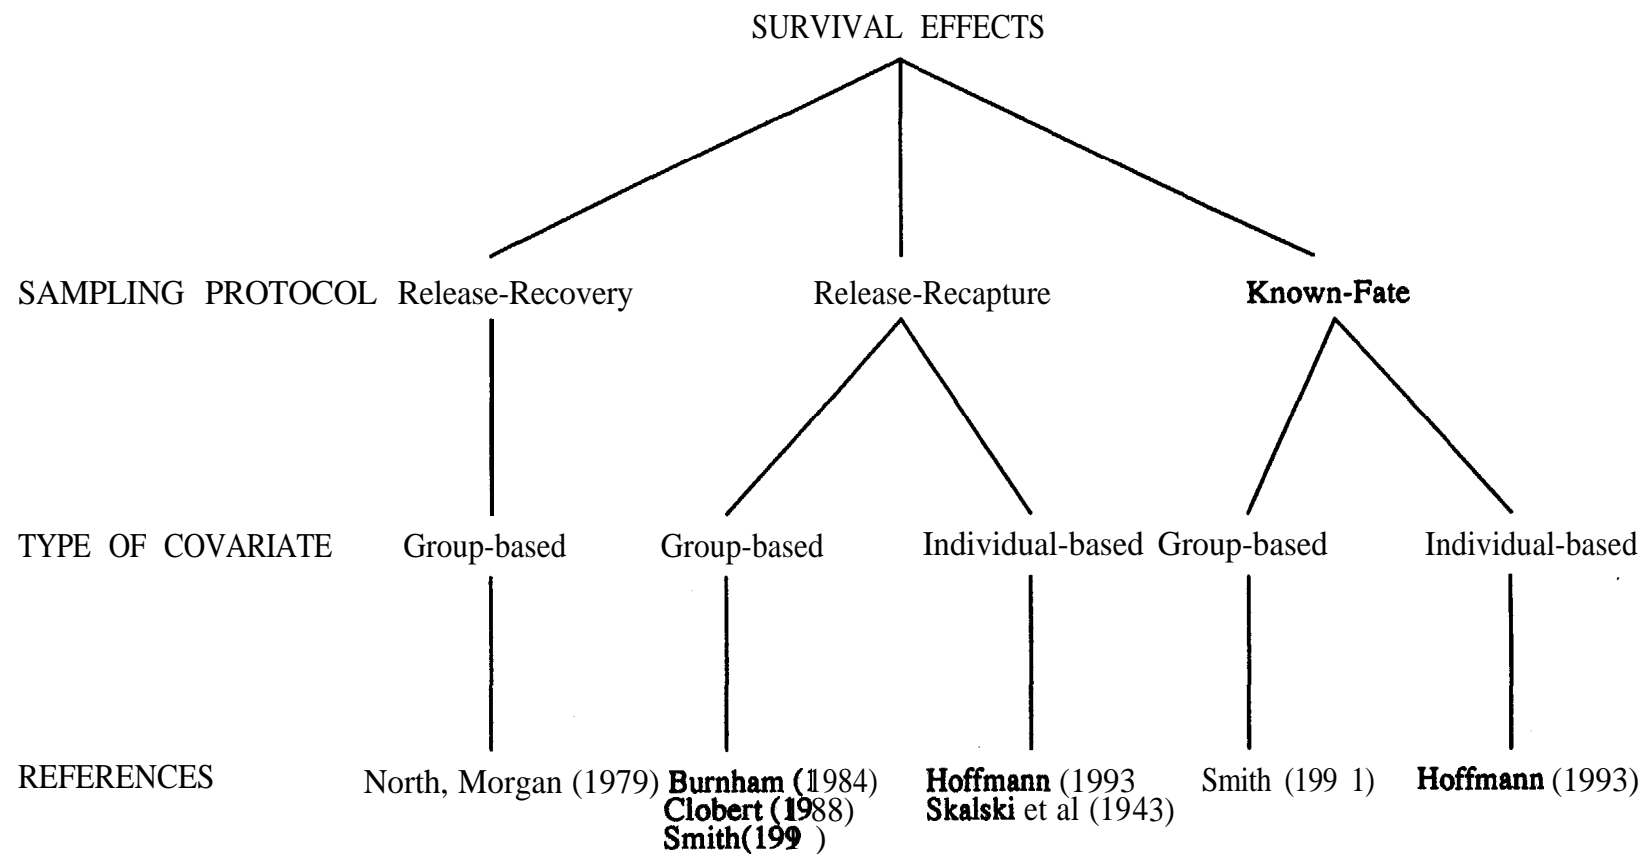 SURVIVAL EFFECTS
SAMPLING PROTOCOL Release-Recovery Release-Recapture Known-Fate
TYPE OF COVARIATE Group-based Group-based Individual-based Group-based Individual-based
REFERENCES North, Morgan (1979) Burnham (1984) Hoffmann (1993 Smith (199 1) Hoffmann (1993)
Clobert (1988) Skalski et al (1943)
Smith(199 )